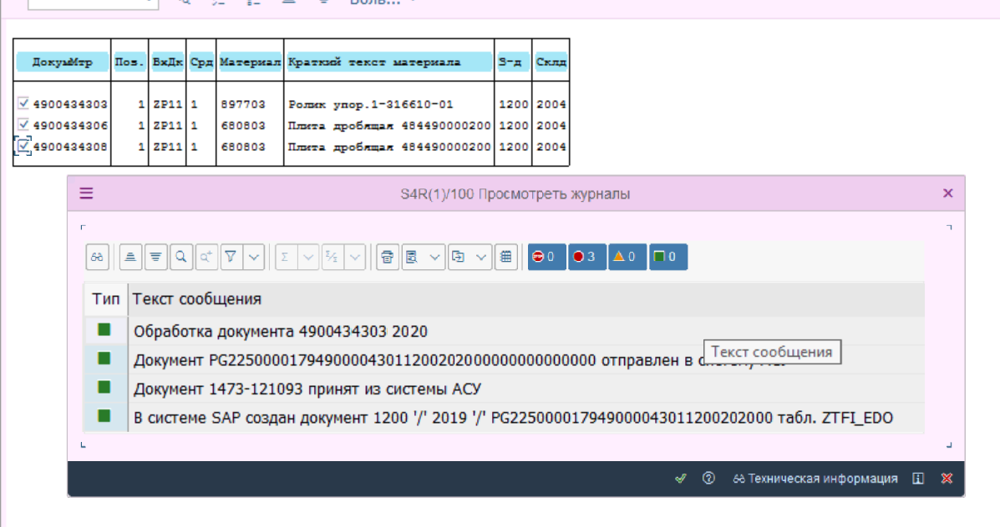 Боль...
ДокумМтр Поз. ВхДк Срд Материал Краткий текст материала З-д Склд
4900434303 1 ZP11 1 897703 Ролик упор.1-316610-01 1200 2004
4900434306 1 ZP11 1 680803 Плита дробящая 484490000200 1200 2004
4900434308 1 ZP11 1 680803 Плита дробящая 484490000200 1200 2004
S4R(1)/100 Просмотреть журналы
0 3 0 0
Тип Текст сообщения
Обработка документа 4900434303 2020
Документ PG22500001794900004301120020200000000000000 отправлен в
Текст сообщения
Документ 1473-121093 принят из системы АСУ
В системе SAP создан документ 1200 '/' 2019 '/' PG22500001794900004301120020200 табл. ZTFI_EDO
Техническая информация